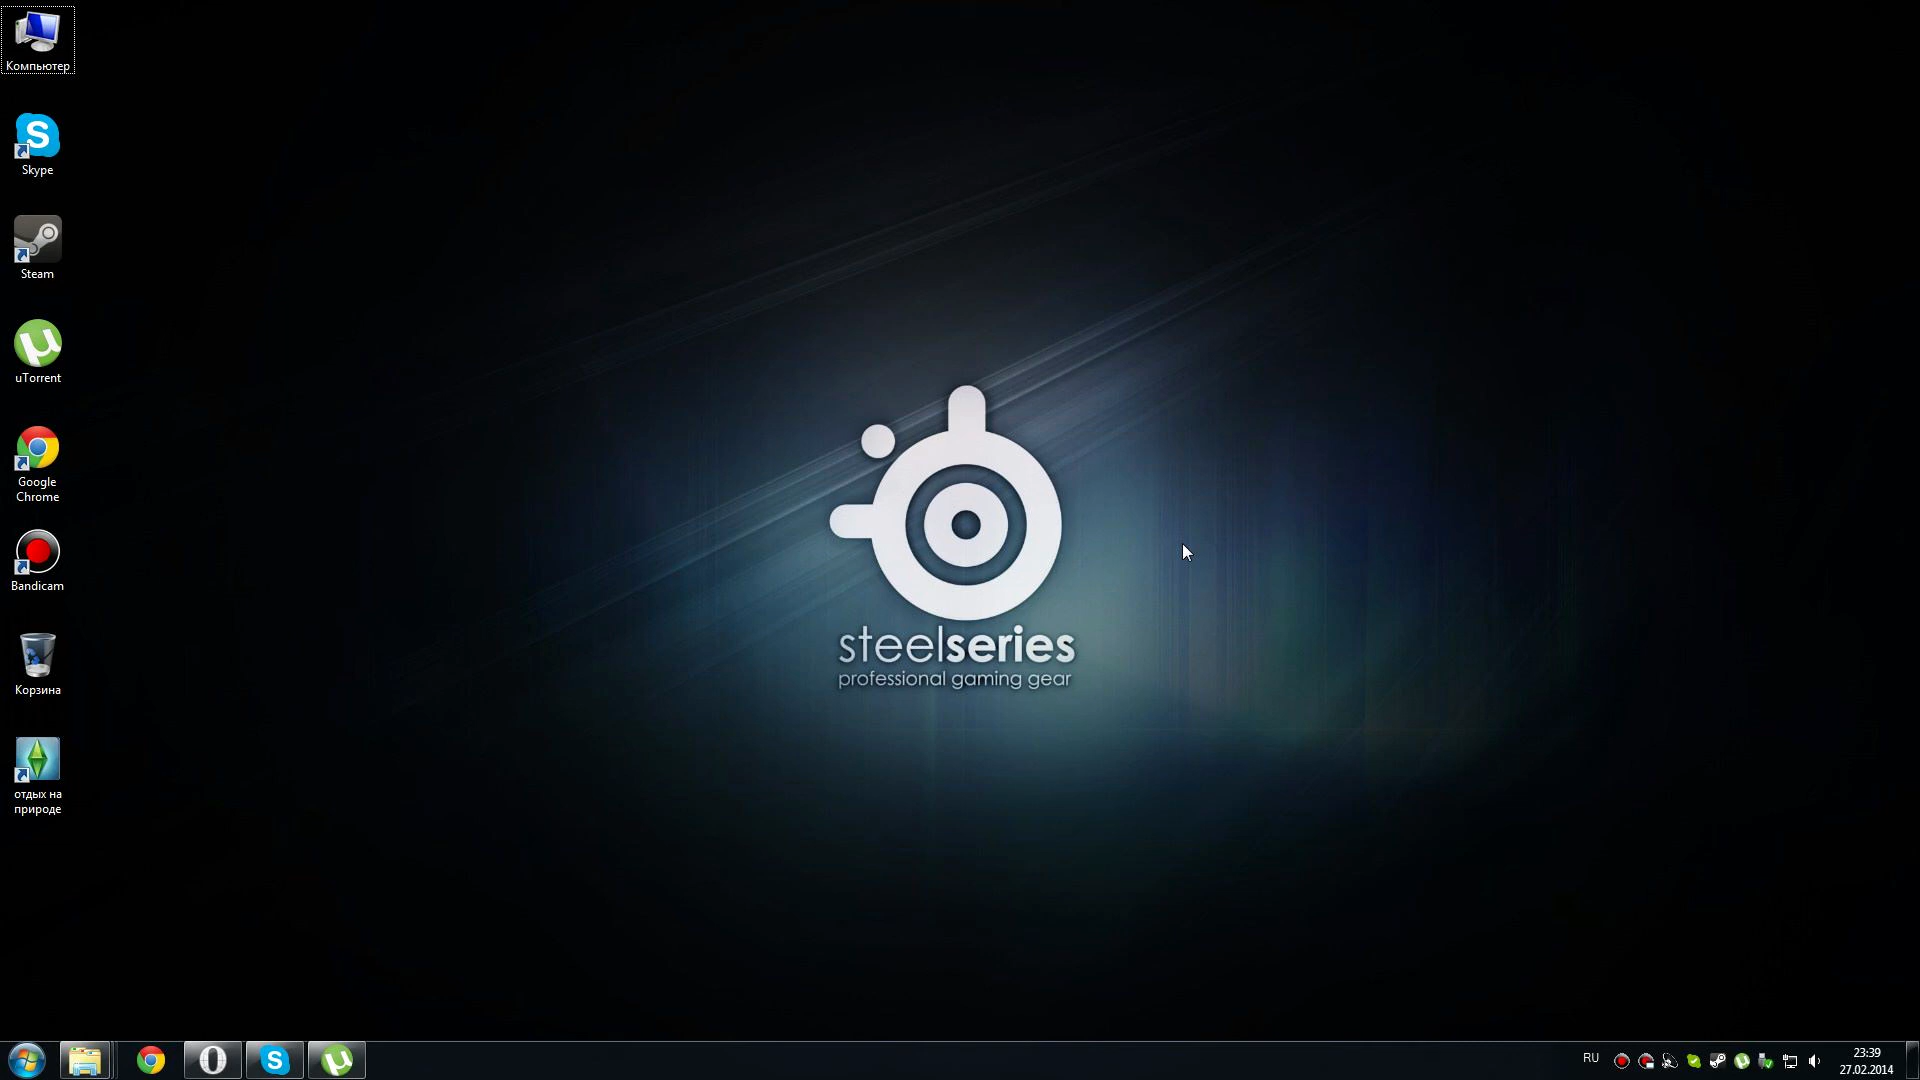 Компьютер
Skype
Steam
uTorrent
Google
Chrome
Bandicam
Корзина
отдых на
природе
steelseries
professional gaming gear
RU
23:39
27.02.2014